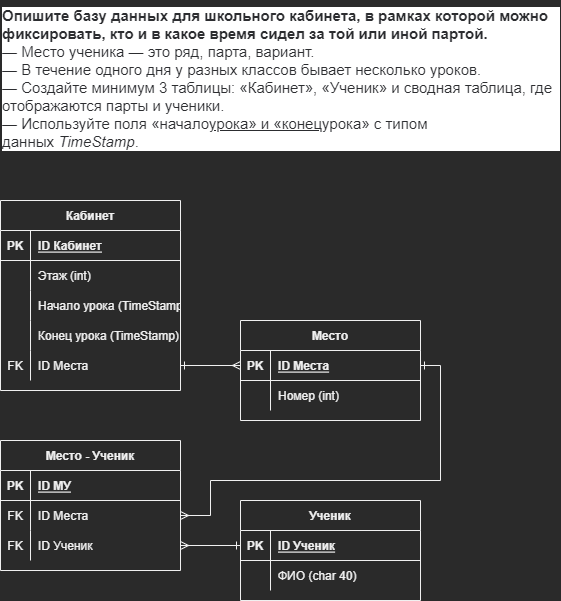 Опишите базу данных для школьного кабинета, в рамках которой можно
фиксировать, кто и в какое время сидел за той или иной партой.
— Место ученика — это ряд, парта, вариант.
— В течение одного дня у разных классов бывает несколько уроков.
— Создайте минимум 3 таблицы: «Кабинет», «Ученик» и сводная таблица, где
отображаются парты и ученики.
— Используйте поля «началоурока» и «конецурока» с типом
данных TimeStamp.
Кабинет
PK ID Кабинет
Этаж (int)
Начало урока (TimeStamp
Конец урока (TimeStamp)
FK ID Места
Место
PK ID Места
Номер (int)
Место - Ученик
PK ID МУ
FK ID Места
FK ID Ученик
Ученик
PK ID Ученик
ФИО (char 40)